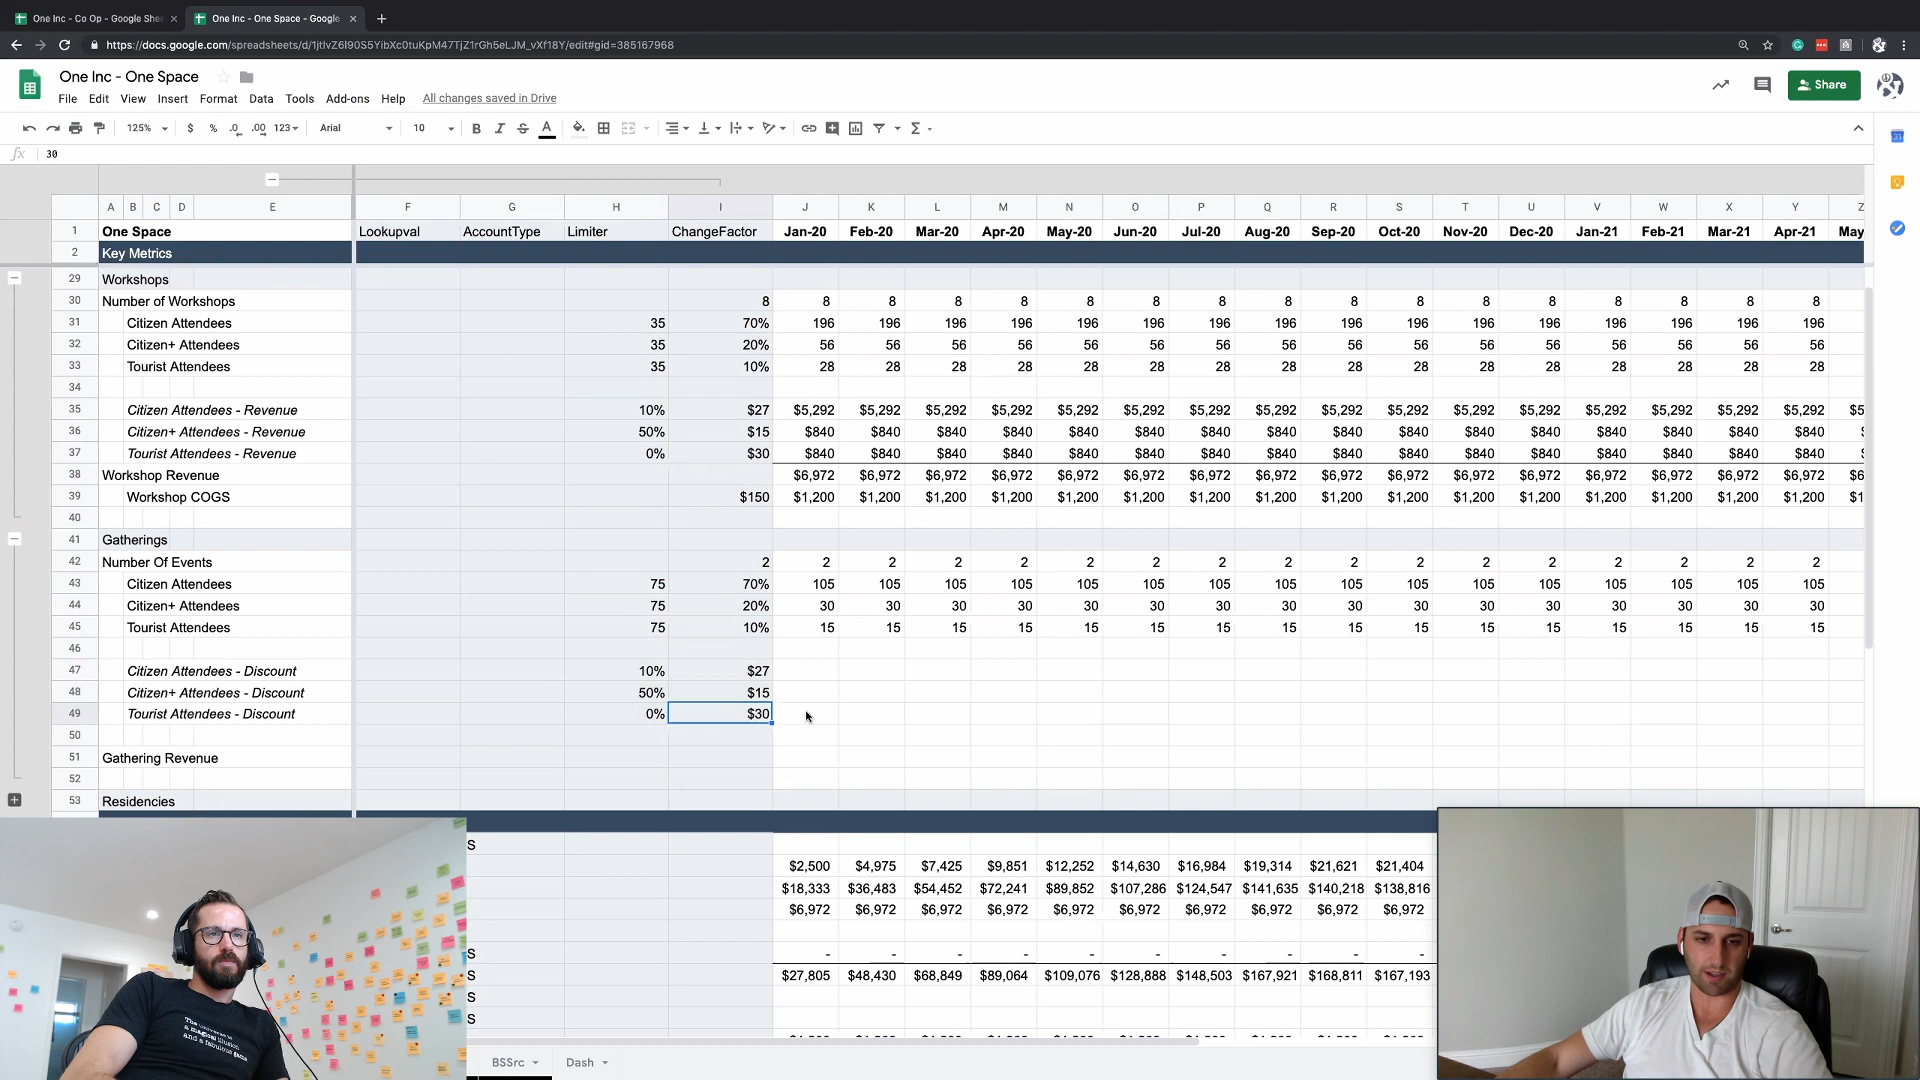 One Inc - Co Op - Google She
One Inc - One Space - Google
https://docs.google.com/spreadsheets/d/1jtIvZ6I90S5YibXc0tuKpM47TjZ1rGh5eLJM_vXf18Y/edit#gid=385167968
One Inc - One Space
File Edit View Insert Format Data Tools Add-ons Help All changes saved in Drive
Share
125% $ % .0 .00 123 Arial 10 B I S A Σ
fx 30
A B C D E F G H I J K L M N O P Q R S T U V W X Y Z
1 One Space Lookupval AccountType Limiter ChangeFactor Jan-20 Feb-20 Mar-20 Apr-20 May-20 Jun-20 Jul-20 Aug-20 Sep-20 Oct-20 Nov-20 Dec-20 Jan-21 Feb-21 Mar-21 Apr-21 May
2 Key Metrics
29 Workshops
30 Number of Workshops 8 8 8 8 8 8 8 8 8 8 8 8 8 8 8 8 8
31 Citizen Attendees 35 70% 196 196 196 196 196 196 196 196 196 196 196 196 196 196 196 196
32 Citizen+ Attendees 35 20% 56 56 56 56 56 56 56 56 56 56 56 56 56 56 56 56
33 Tourist Attendees 35 10% 28 28 28 28 28 28 28 28 28 28 28 28 28 28 28 28
34
35 Citizen Attendees - Revenue 10% $27 $5,292 $5,292 $5,292 $5,292 $5,292 $5,292 $5,292 $5,292 $5,292 $5,292 $5,292 $5,292 $5,292 $5,292 $5,292 $5,292 $5
36 Citizen+ Attendees - Revenue 50% $15 $840 $840 $840 $840 $840 $840 $840 $840 $840 $840 $840 $840 $840 $840 $840 $840
37 Tourist Attendees - Revenue 0% $30 $840 $840 $840 $840 $840 $840 $840 $840 $840 $840 $840 $840 $840 $840 $840 $840
38 Workshop Revenue $6,972 $6,972 $6,972 $6,972 $6,972 $6,972 $6,972 $6,972 $6,972 $6,972 $6,972 $6,972 $6,972 $6,972 $6,972 $6,972 $6
39 Workshop COGS $150 $1,200 $1,200 $1,200 $1,200 $1,200 $1,200 $1,200 $1,200 $1,200 $1,200 $1,200 $1,200 $1,200 $1,200 $1,200 $1,200 $1
40
41 Gatherings
42 Number Of Events 2 2 2 2 2 2 2 2 2 2 2 2 2 2 2 2 2
43 Citizen Attendees 75 70% 105 105 105 105 105 105 105 105 105 105 105 105 105 105 105 105
44 Citizen+ Attendees 75 20% 30 30 30 30 30 30 30 30 30 30 30 30 30 30 30 30
45 Tourist Attendees 75 10% 15 15 15 15 15 15 15 15 15 15 15 15 15 15 15 15
46
47 Citizen Attendees - Discount 10% $27
48 Citizen+ Attendees - Discount 50% $15
49 Tourist Attendees - Discount 0% $30
50
51 Gathering Revenue
52
53 Residencies
S
$2,500 $4,975 $7,425 $9,851 $12,252 $14,630 $16,984 $19,314 $21,621 $21,404
$18,333 $36,483 $54,452 $72,241 $89,852 $107,286 $124,547 $141,635 $140,218 $138,816
$6,972 $6,972 $6,972 $6,972 $6,972 $6,972 $6,972 $6,972 $6,972 $6,972
S - - - - - - - - - -
S $27,805 $48,430 $68,849 $89,064 $109,076 $128,888 $148,503 $167,921 $168,811 $167,193
S
S
BSSrc Dash
The universe is
a magical illusion
and a fabulous game